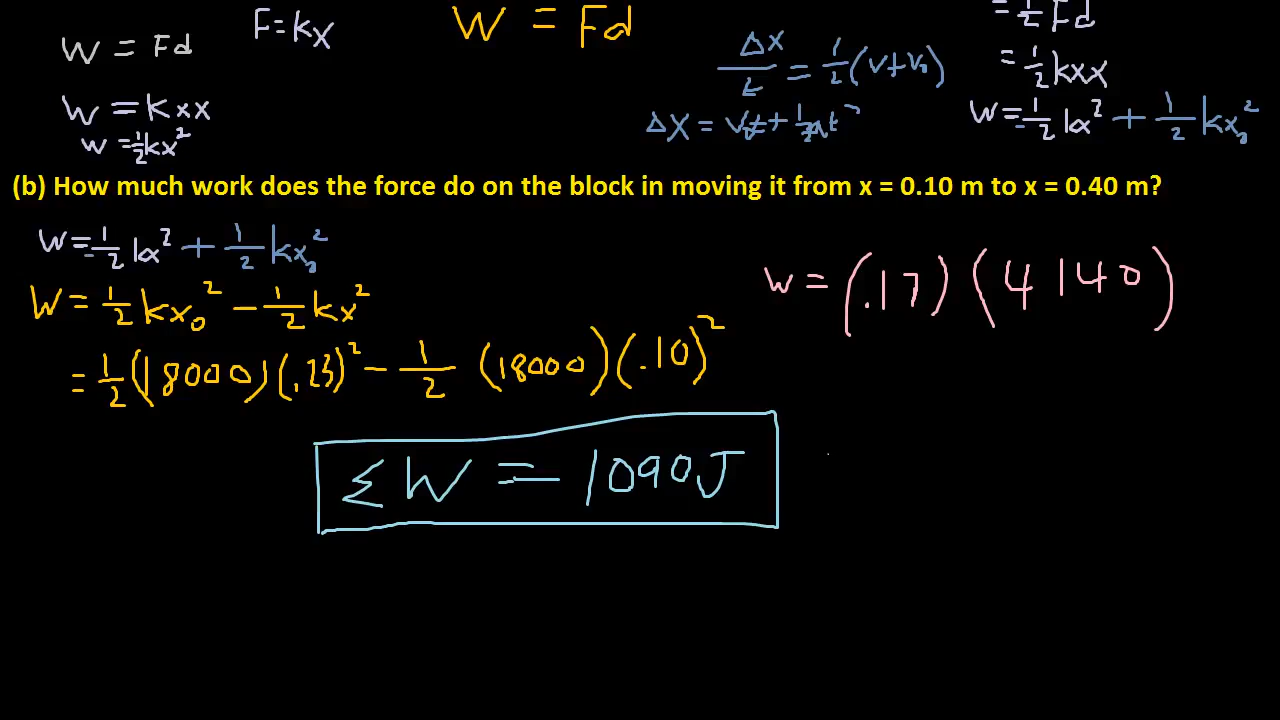 W = Fd
F = kx
W = Fd
= 1/2 Fd
Δx/t = 1/2 (v + v₀)
= 1/2 kxx
W = kxx
Δx = v₀t + 1/2 at²
W = 1/2 kx² + 1/2 kx₀²
W = 1/2 kx²
(b) How much work does the force do on the block in moving it from x = 0.10 m to x = 0.40 m?
W = 1/2 kx² + 1/2 kx₀²
W = 1/2 kx₀² - 1/2 kx²
W = (.17)(4140)
= 1/2 (18000)(.23)² - 1/2 (18000)(.10)²
ΣW = 1090J